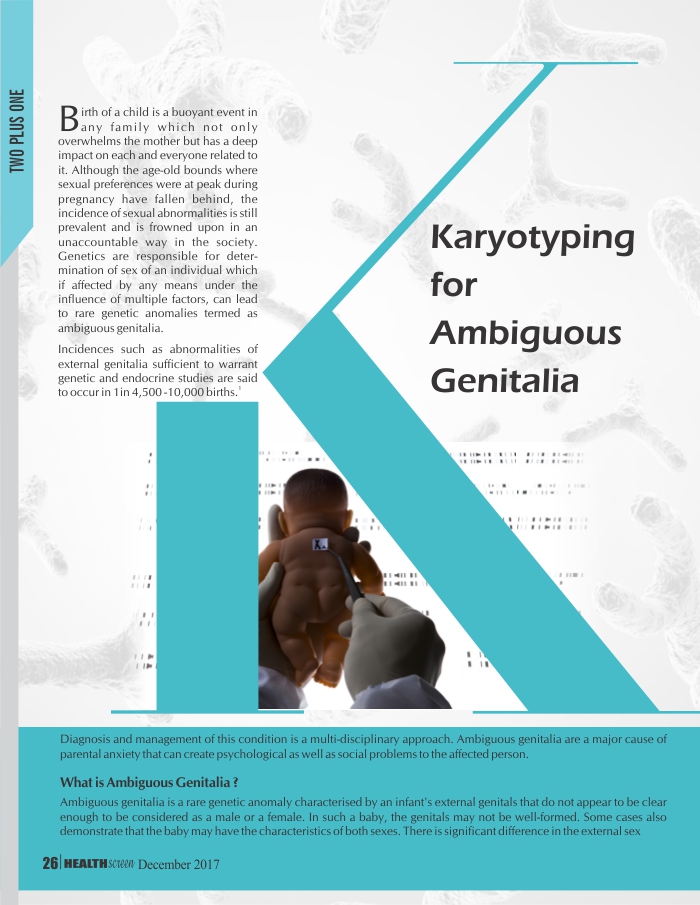 TWO PLUS ONE
Birth of a child is a buoyant event in
any family which not only
overwhelms the mother but has a deep
impact on each and everyone related to
it. Although the age-old bounds where
sexual preferences were at peak during
pregnancy have fallen behind, the
incidence of sexual abnormalities is still
prevalent and is frowned upon in an
unaccountable way in the society.
Genetics are responsible for deter-
mination of sex of an individual which
if affected by any means under the
influence of multiple factors, can lead
to rare genetic anomalies termed as
ambiguous genitalia.
Incidences such as abnormalities of
external genitalia sufficient to warrant
genetic and endocrine studies are said
to occur in 1in 4,500-10,000 births.¹
Karyotyping
for
Ambiguous
Genitalia
Diagnosis and management of this condition is a multi-disciplinary approach. Ambiguous genitalia are a major cause of
parental anxiety that can create psychological as well as social problems to the affected person.
What is Ambiguous Genitalia ?
Ambiguous genitalia is a rare genetic anomaly characterised by an infant's external genitals that do not appear to be clear
enough to be considered as a male or a female. In such a baby, the genitals may not be well-formed. Some cases also
demonstrate that the baby may have the characteristics of both sexes. There is significant difference in the external sex
26 HEALTHscreen December 2017